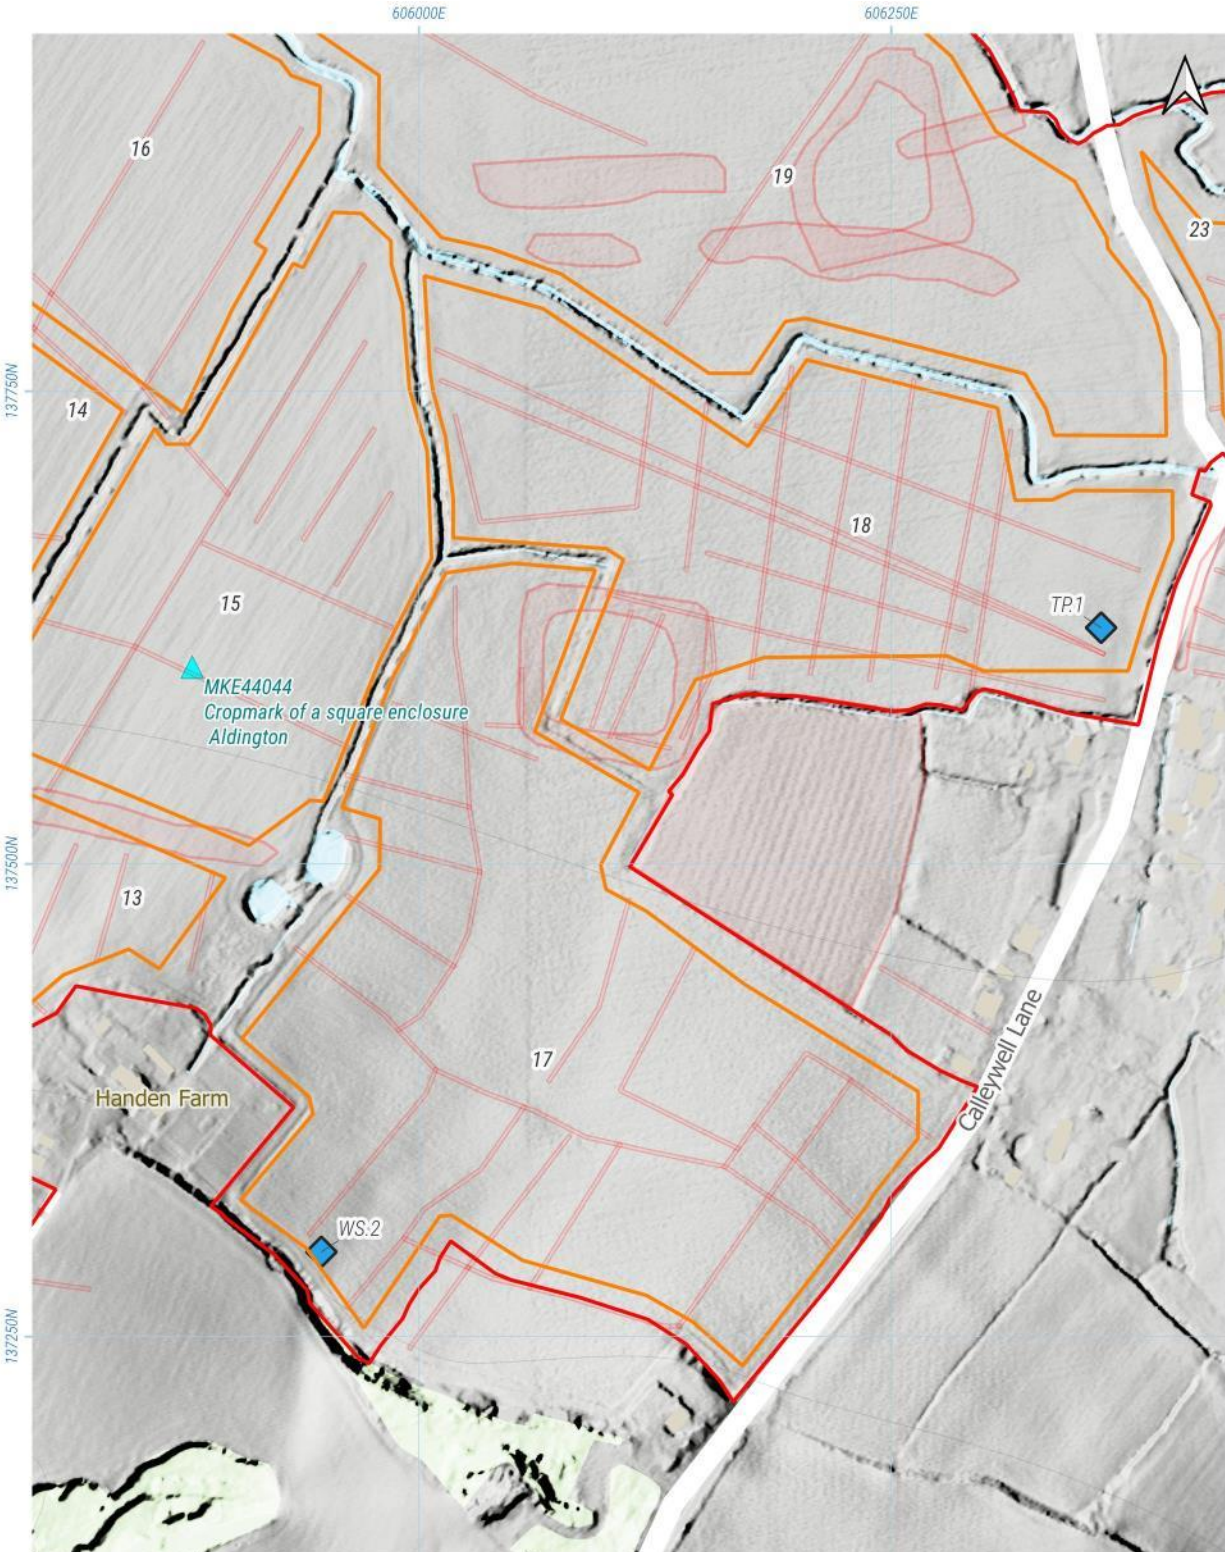 606000E
606250E
16
19
23
137750N
14
18
15
TP.1
MKE44044
Cropmark of a square enclosure
Aldington
137500N
13
17
Calleywell Lane
Handen Farm
WS.2
137250N